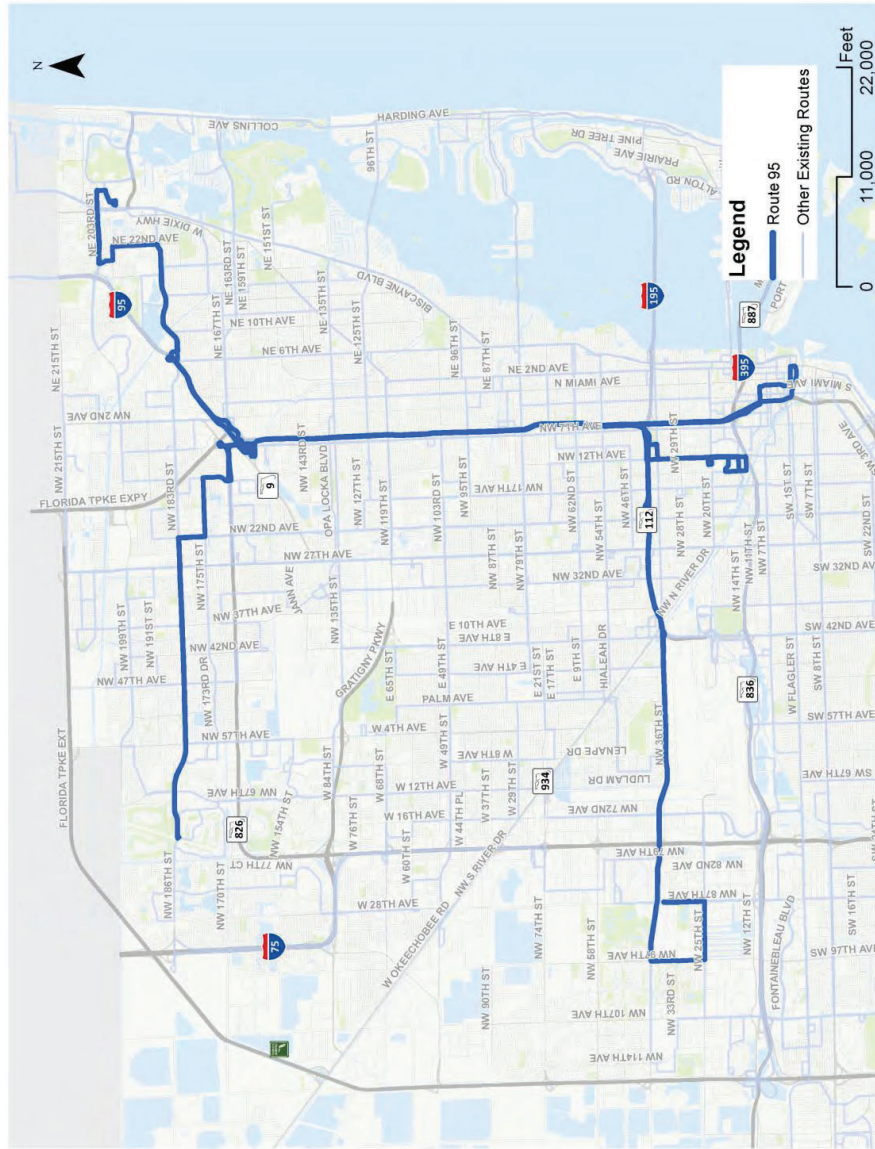 N
NE 215TH ST
NW 215TH ST
FLORIDA TPKE EXT
FLORIDA TPKE EXPY
NW 2ND AVE
NE 203RD ST
NE 22ND AVE
W DIXIE HWY
COLLINS AVE
95
NW 199TH ST
NW 191ST ST
NW 183RD ST
NW 186TH ST
NW 175TH ST
NW 173RD DR
NW 170TH ST
NE 167TH ST
NE 163RD ST
NE 159TH ST
NE 151ST ST
NE 10TH AVE
NE 6TH AVE
NE 135TH ST
NE 125TH ST
96TH ST
HARDING AVE
NW 47TH AVE
NW 42ND AVE
NW 37TH AVE
NW 27TH AVE
NW 22ND AVE
NW 57TH AVE
NW 67TH AVE
NW 77TH CT
NW 154TH ST
826
75
9
NW 143RD ST
OPA LOCKA BLVD
JANN AVE
NW 135TH ST
NW 127TH ST
NW 119TH ST
GRATIGNY PKWY
W 84TH ST
W 76TH ST
W 68TH ST
E 65TH ST
W 60TH ST
W 28TH AVE
W 16TH AVE
W 12TH AVE
W 8TH AVE
W 4TH AVE
PALM AVE
E 4TH AVE
E 8TH AVE
E 10TH AVE
E 49TH ST
W 49TH ST
W 44TH PL
W 37TH ST
W 29TH ST
NW 103RD ST
NW 95TH ST
NW 87TH ST
NW 79TH ST
NW 17TH AVE
NW 12TH AVE
NW 7TH AVE
NE 96TH ST
NE 87TH ST
BISCAYNE BLVD
NE 2ND AVE
N MIAMI AVE
NW 32ND AVE
NW 62ND ST
NW 54TH ST
NW 46TH ST
E 21ST ST
E 17TH ST
E 9TH ST
HIALEAH DR
LENAPE DR
LUDLAM DR
934
W OKEECHOBEE RD
NW S RIVER DR
NW N RIVER DR
NW 90TH ST
NW 74TH ST
NW 58TH ST
NW 72ND AVE
NW 79TH AVE
NW 82ND AVE
NW 87TH AVE
NW 97TH AVE
NW 107TH AVE
NW 114TH AVE
NW 36TH ST
NW 33RD ST
NW 25TH ST
NW 12TH ST
112
NW 29TH ST
NW 28TH ST
NW 20TH ST
NW 14TH ST
NW 11TH ST
NW 7TH ST
836
FONTAINEBLEAU BLVD
W FLAGLER ST
SW 1ST ST
SW 7TH ST
SW 8TH ST
SW 16TH ST
SW 22ND ST
SW 24TH ST
SW 3RD AVE
S MIAMI AVE
SW 32ND AVE
SW 42ND AVE
SW 57TH AVE
SW 67TH AVE
SW 97TH AVE
195
395
887
PORT
PINE TREE DR
PRAIRIE AVE
ALTON RD
Legend
Route 95
Other Existing Routes
0 11,000 22,000
Feet